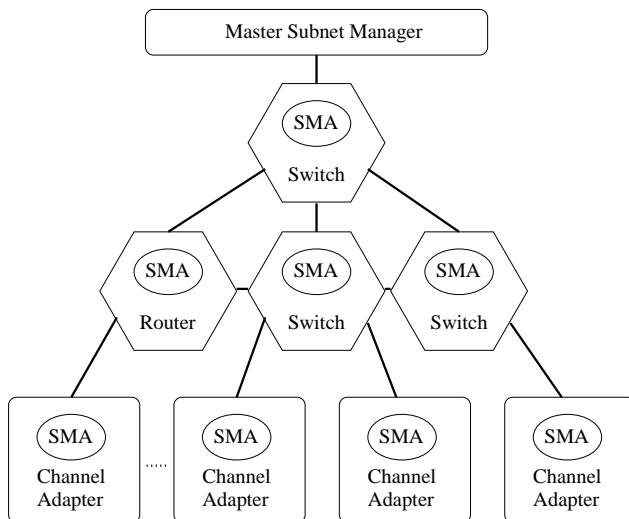 Master Subnet Manager
SMA
Switch
SMA
SMA
SMA
Router
Switch
Switch
SMA
SMA
SMA
SMA
Channel
Adapter
.....
Channel
Adapter
Channel
Adapter
Channel
Adapter